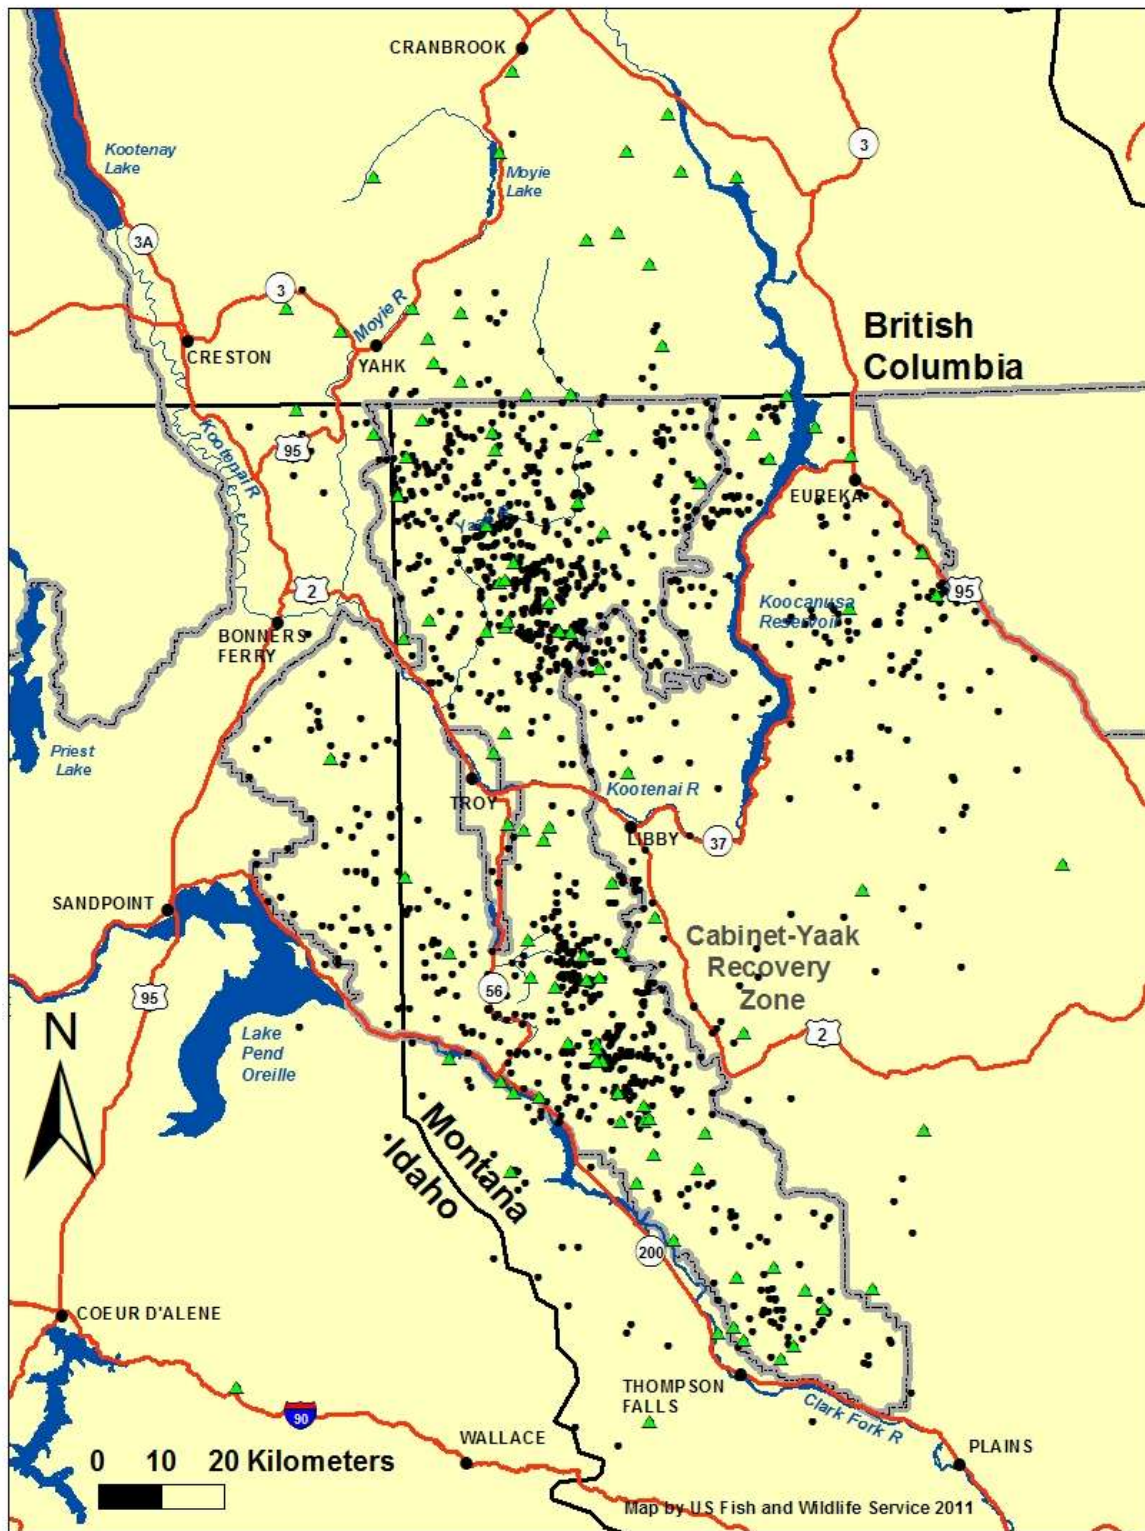 CRANBROOK
Kootenay
Lake
Moyie
Lake
3
3A
3
Moyie R
British
Columbia
CRESTON
YAHK
Kootenai R
95
EUREKA
2
95
Koocanusa
Reservoir
BONNERS
FERRY
Priest
Lake
TROY
Kootenai R
LIBBY
37
SANDPOINT
Cabinet-Yaak
Recovery
Zone
56
95
N
2
Lake
Pend
Oreille
Montana
Idaho
200
COEUR D'ALENE
THOMPSON
FALLS
Clark Fork R
90
WALLACE
PLAINS
0 10 20 Kilometers
Map by US Fish and Wildlife Service 2011